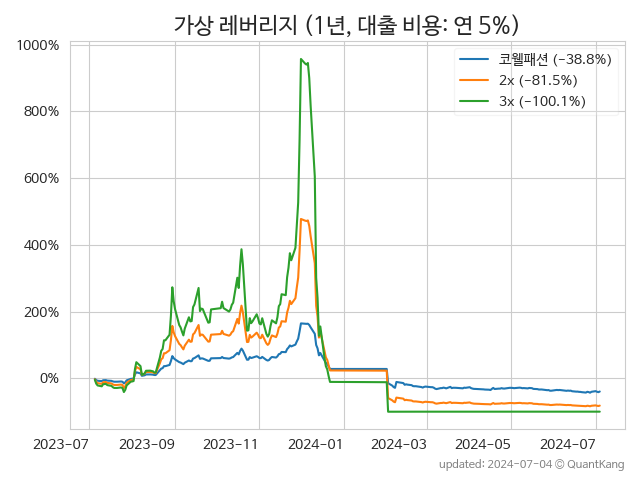 가상 레버리지 (1년, 대출 비용: 연 5%)
1000%
800%
600%
400%
200%
0%
코웰패션 (-38.8%)
2x (-81.5%)
3x (-100.1%)
2023-07
2023-09
2023-11
2024-01
2024-03
2024-05
2024-07
updated: 2024-07-04 © QuantKang